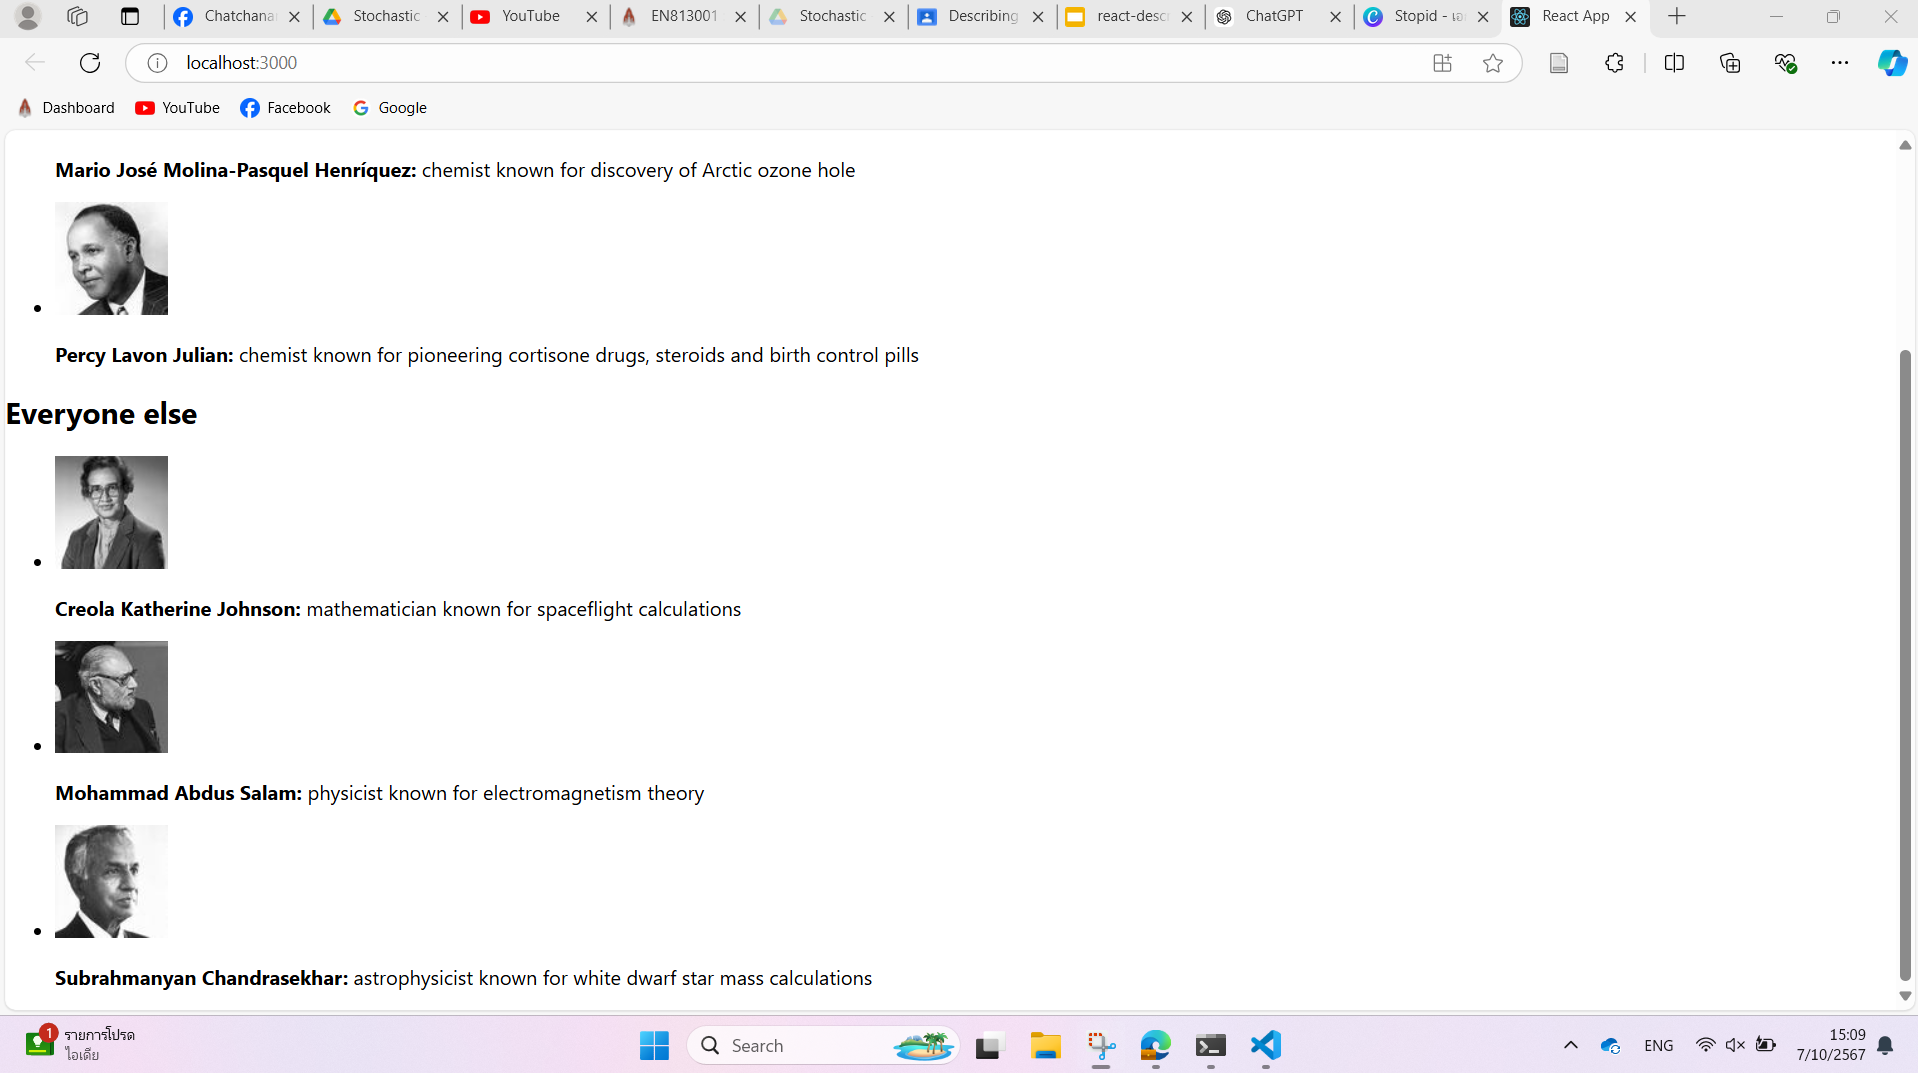 Chatchana
Stochastic
YouTube
EN813001
Stochastic
Describing
react-descr
ChatGPT
Stopid - เอ
React App
localhost:3000
Dashboard
YouTube
Facebook
Google
Mario José Molina-Pasquel Henríquez: chemist known for discovery of Arctic ozone hole
Percy Lavon Julian: chemist known for pioneering cortisone drugs, steroids and birth control pills
Everyone else
Creola Katherine Johnson: mathematician known for spaceflight calculations
Mohammad Abdus Salam: physicist known for electromagnetism theory
Subrahmanyan Chandrasekhar: astrophysicist known for white dwarf star mass calculations
1
รายการโปรด
ไอเดีย
Search
ENG
15:09
7/10/2567